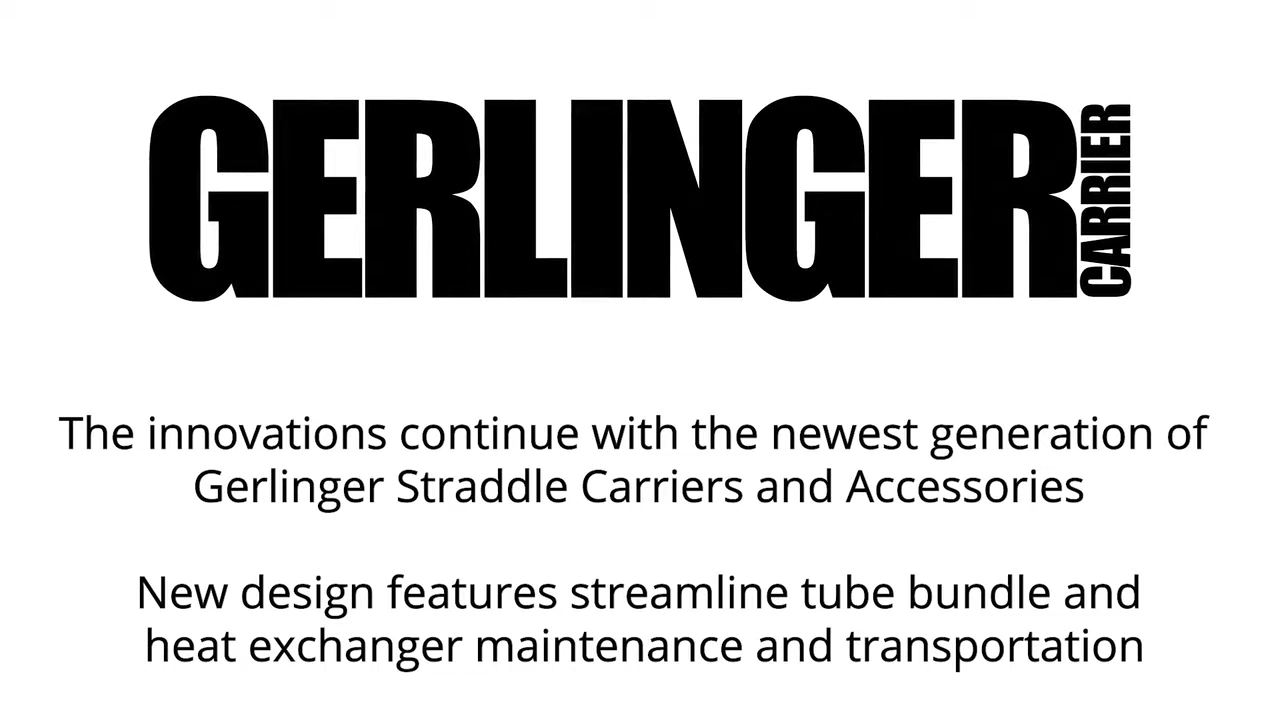 GERLINGER CARRIER
The innovations continue with the newest generation of
Gerlinger Straddle Carriers and Accessories
New design features streamline tube bundle and
heat exchanger maintenance and transportation